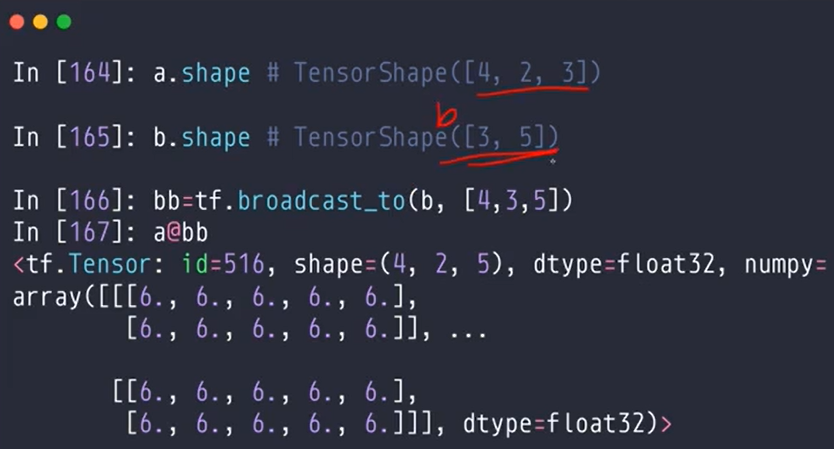 In [164]: a.shape # TensorShape([4, 2, 3])
b
In [165]: b.shape # TensorShape([3, 5])
In [166]: bb=tf.broadcast_to(b, [4,3,5])
In [167]: a@bb
<tf.Tensor: id=516, shape=(4, 2, 5), dtype=float32, numpy=
array([[[6., 6., 6., 6., 6.],
[6., 6., 6., 6., 6.]], ...
[[6., 6., 6., 6., 6.],
[6., 6., 6., 6., 6.]]], dtype=float32)>